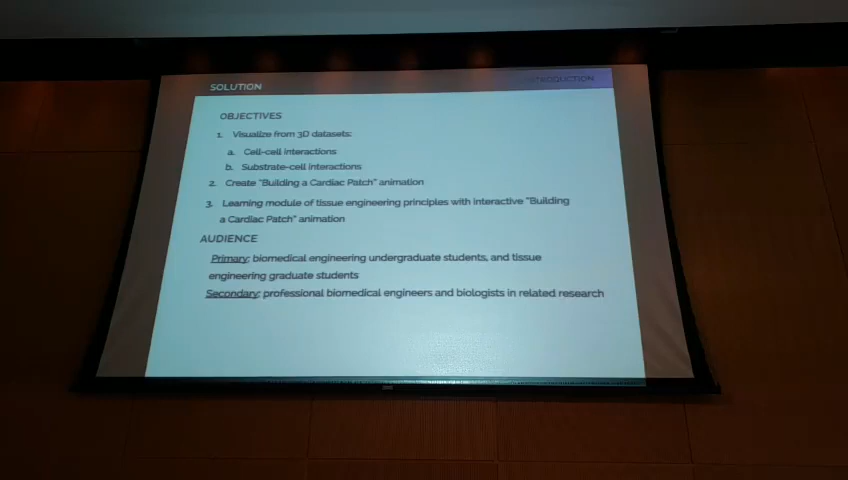 SOLUTION
INTRODUCTION
OBJECTIVES
1. Visualize from 3D datasets:
a. Cell-cell interactions
b. Substrate-cell interactions
2. Create "Building a Cardiac Patch" animation
3. Learning module of tissue engineering principles with interactive "Building
a Cardiac Patch" animation
AUDIENCE
Primary: biomedical engineering undergraduate students, and tissue
engineering graduate students
Secondary: professional biomedical engineers and biologists in related research